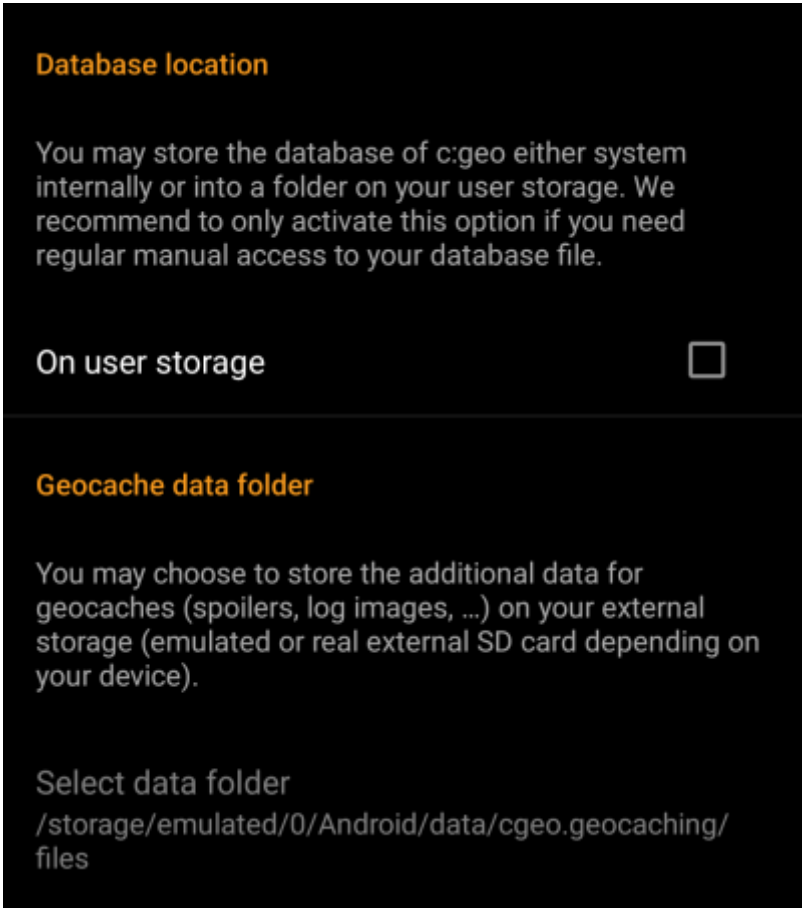 Database location
You may store the database of c:geo either system
internally or into a folder on your user storage. We
recommend to only activate this option if you need
regular manual access to your database file.
On user storage
Geocache data folder
You may choose to store the additional data for
geocaches (spoilers, log images, …) on your external
storage (emulated or real external SD card depending on
your device).
Select data folder
/storage/emulated/0/Android/data/cgeo.geocaching/
files